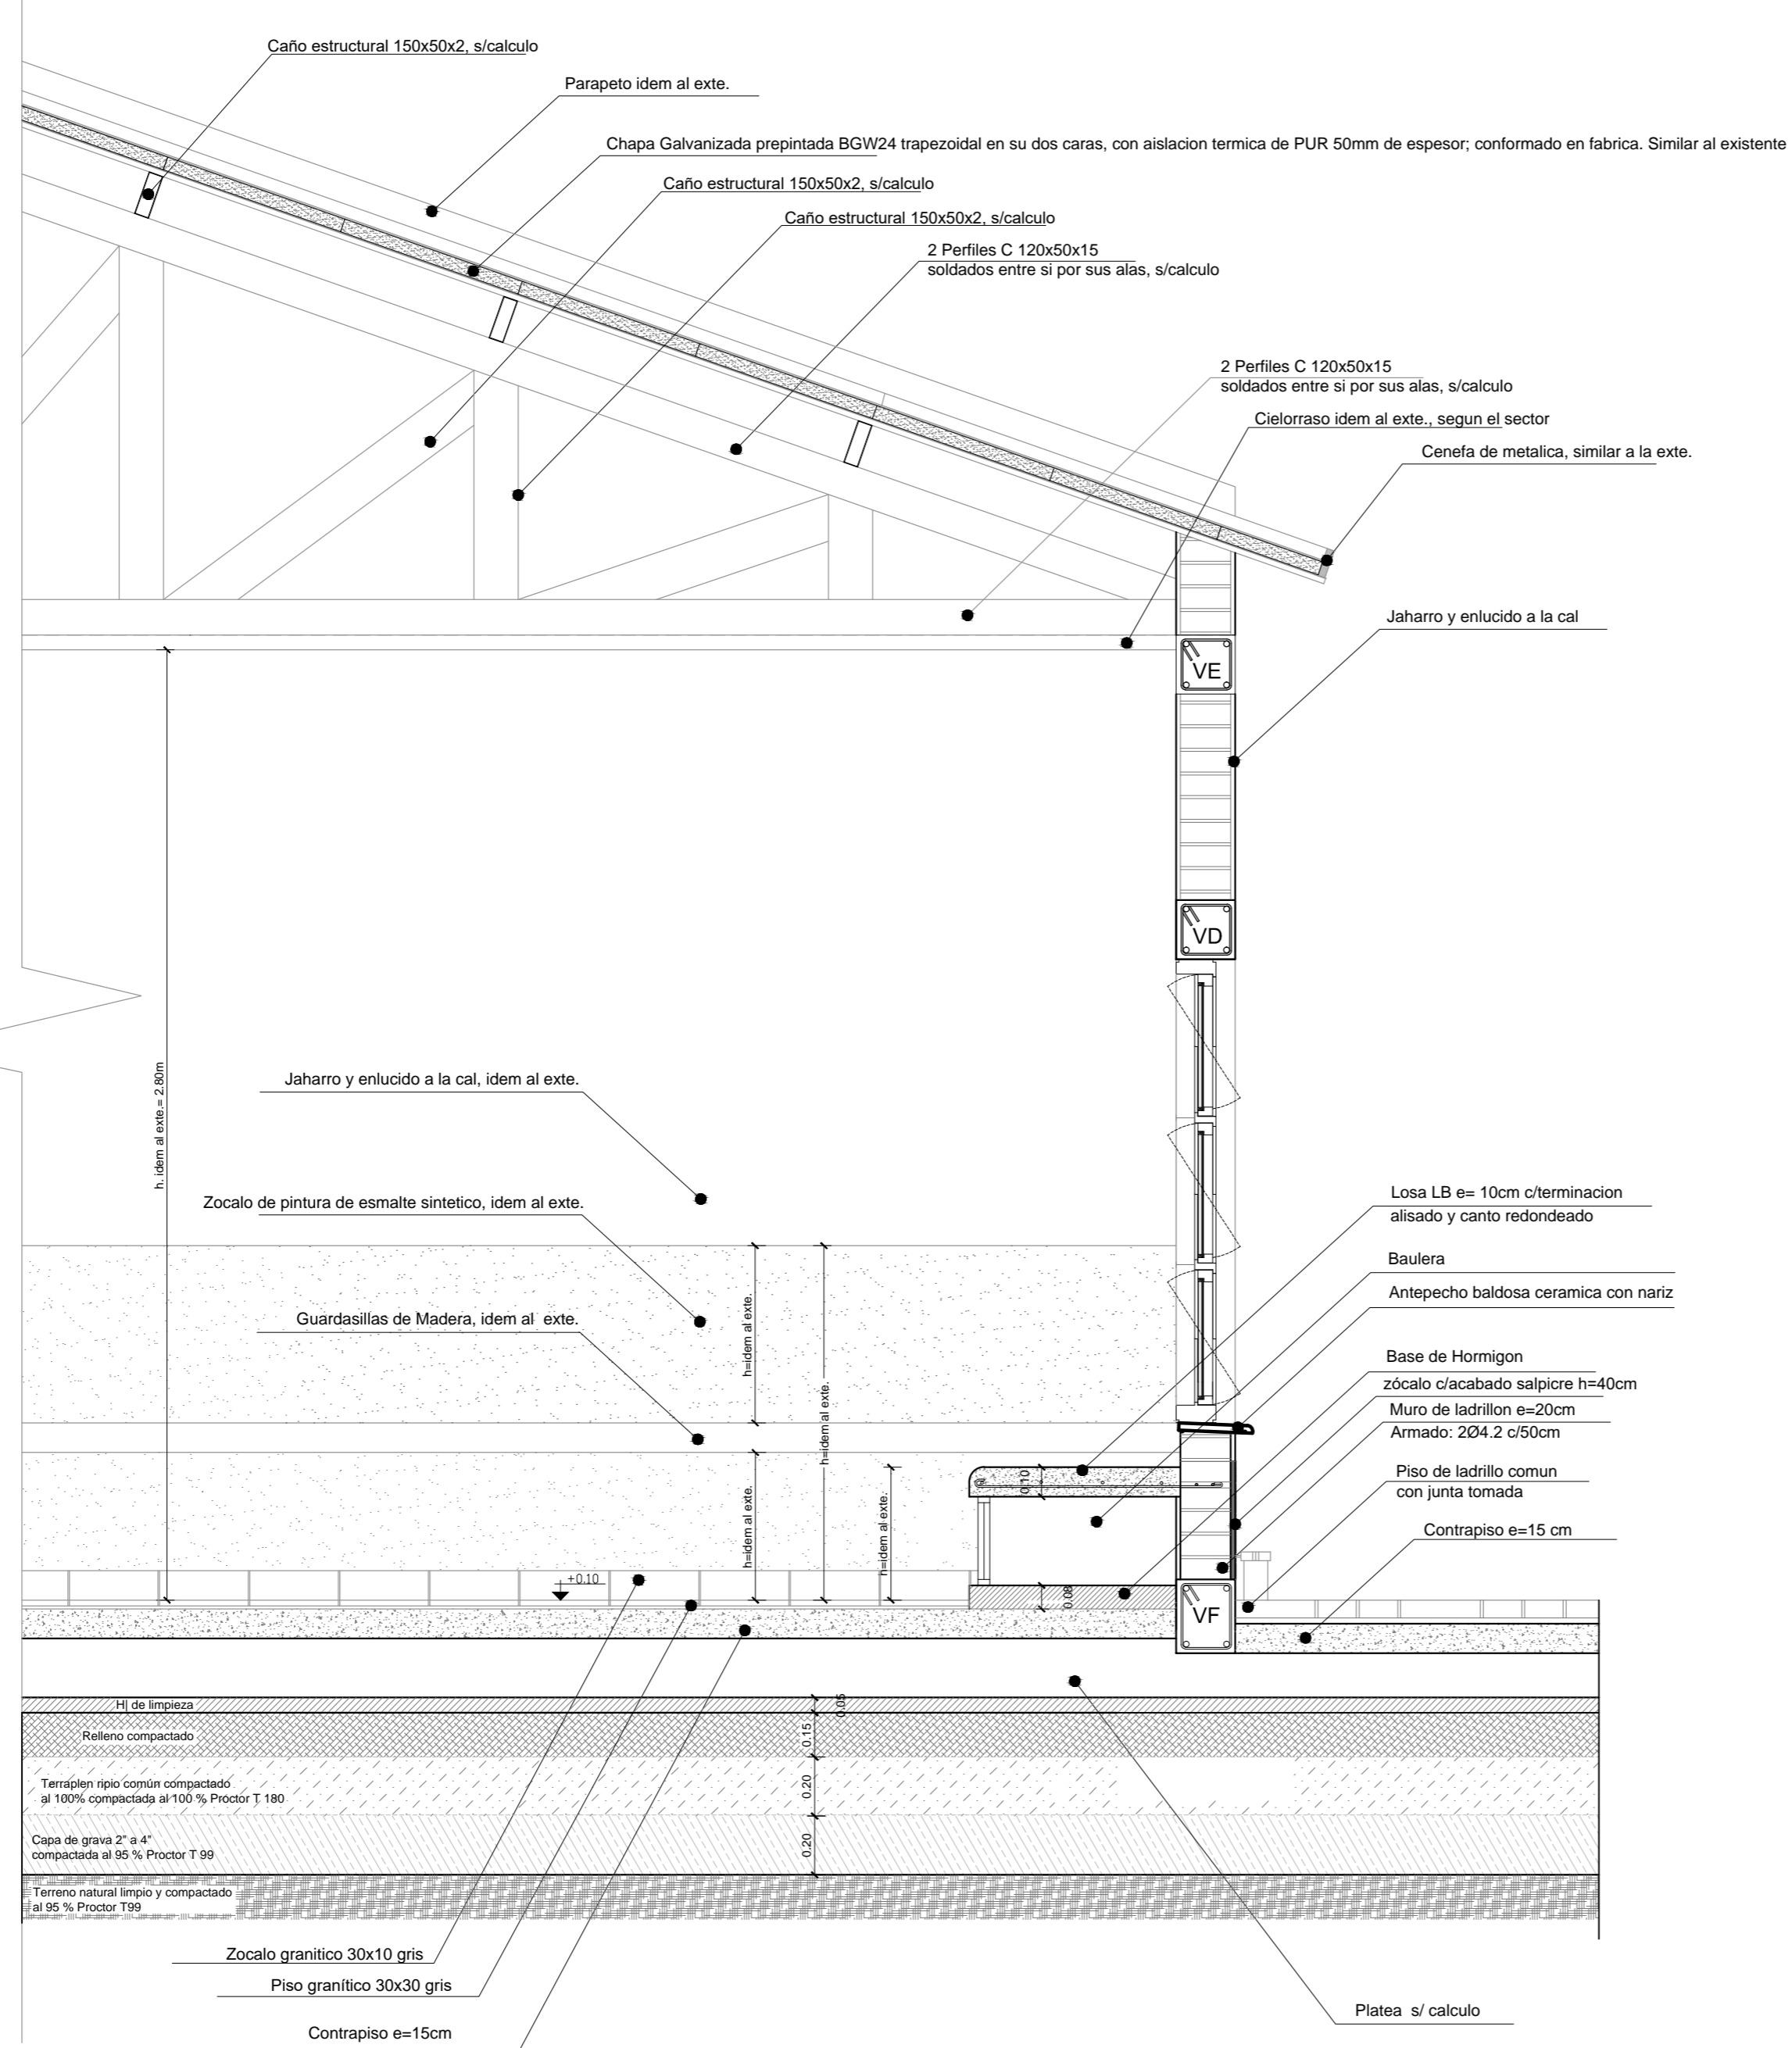 Caño estructural 150x50x2, s/calculo
Parapeto idem al exte.
Chapa Galvanizada prepintada BGW24 trapezoidal en su dos caras, con aislacion termica de PUR 50mm de espesor; conformado en fabrica. Similar al existente
Caño estructural 150x50x2, s/calculo
Caño estructural 150x50x2, s/calculo
2 Perfiles C 120x50x15
soldados entre si por sus alas, s/calculo
2 Perfiles C 120x50x15
soldados entre si por sus alas, s/calculo
Cielorraso idem al exte., segun el sector
Cenefa de metalica, similar a la exte.
Jaharro y enlucido a la cal
VE
VD
h. idem al exte.= 2.80m
Jaharro y enlucido a la cal, idem al exte.
Zocalo de pintura de esmalte sintetico, idem al exte.
Guardasillas de Madera, idem al exte.
h=idem al exte.
h=idem al exte.
h=idem al exte.
h=idem al exte.
Losa LB e= 10cm c/terminacion
alisado y canto redondeado
Baulera
Antepecho baldosa ceramica con nariz
Base de Hormigon
zócalo c/acabado salpicre h=40cm
Muro de ladrillon e=20cm
Armado: 2Ø4.2 c/50cm
Piso de ladrillo comun
con junta tomada
Contrapiso e=15 cm
0.10
+0.10
0.08
VF
H| de limpieza
0.05
Relleno compactado
0.15
Terraplen ripio común compactado
al 100% compactada al 100 % Proctor T 180
0.20
Capa de grava 2" a 4"
compactada al 95 % Proctor T 99
0.20
Terreno natural limpio y compactado
al 95 % Proctor T99
Zocalo granitico 30x10 gris
Piso granítico 30x30 gris
Contrapiso e=15cm
Platea s/ calculo